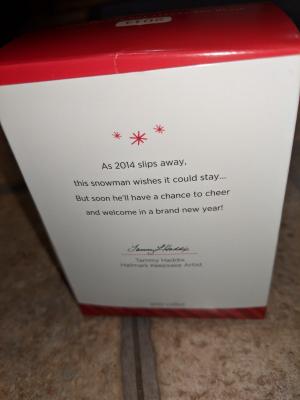 As 2014 slips away,
this snowman wishes it could stay...
But soon he'll have a chance to cheer
and welcome in a brand new year!
Tammy Haddix
Hallmark Keepsake Artist